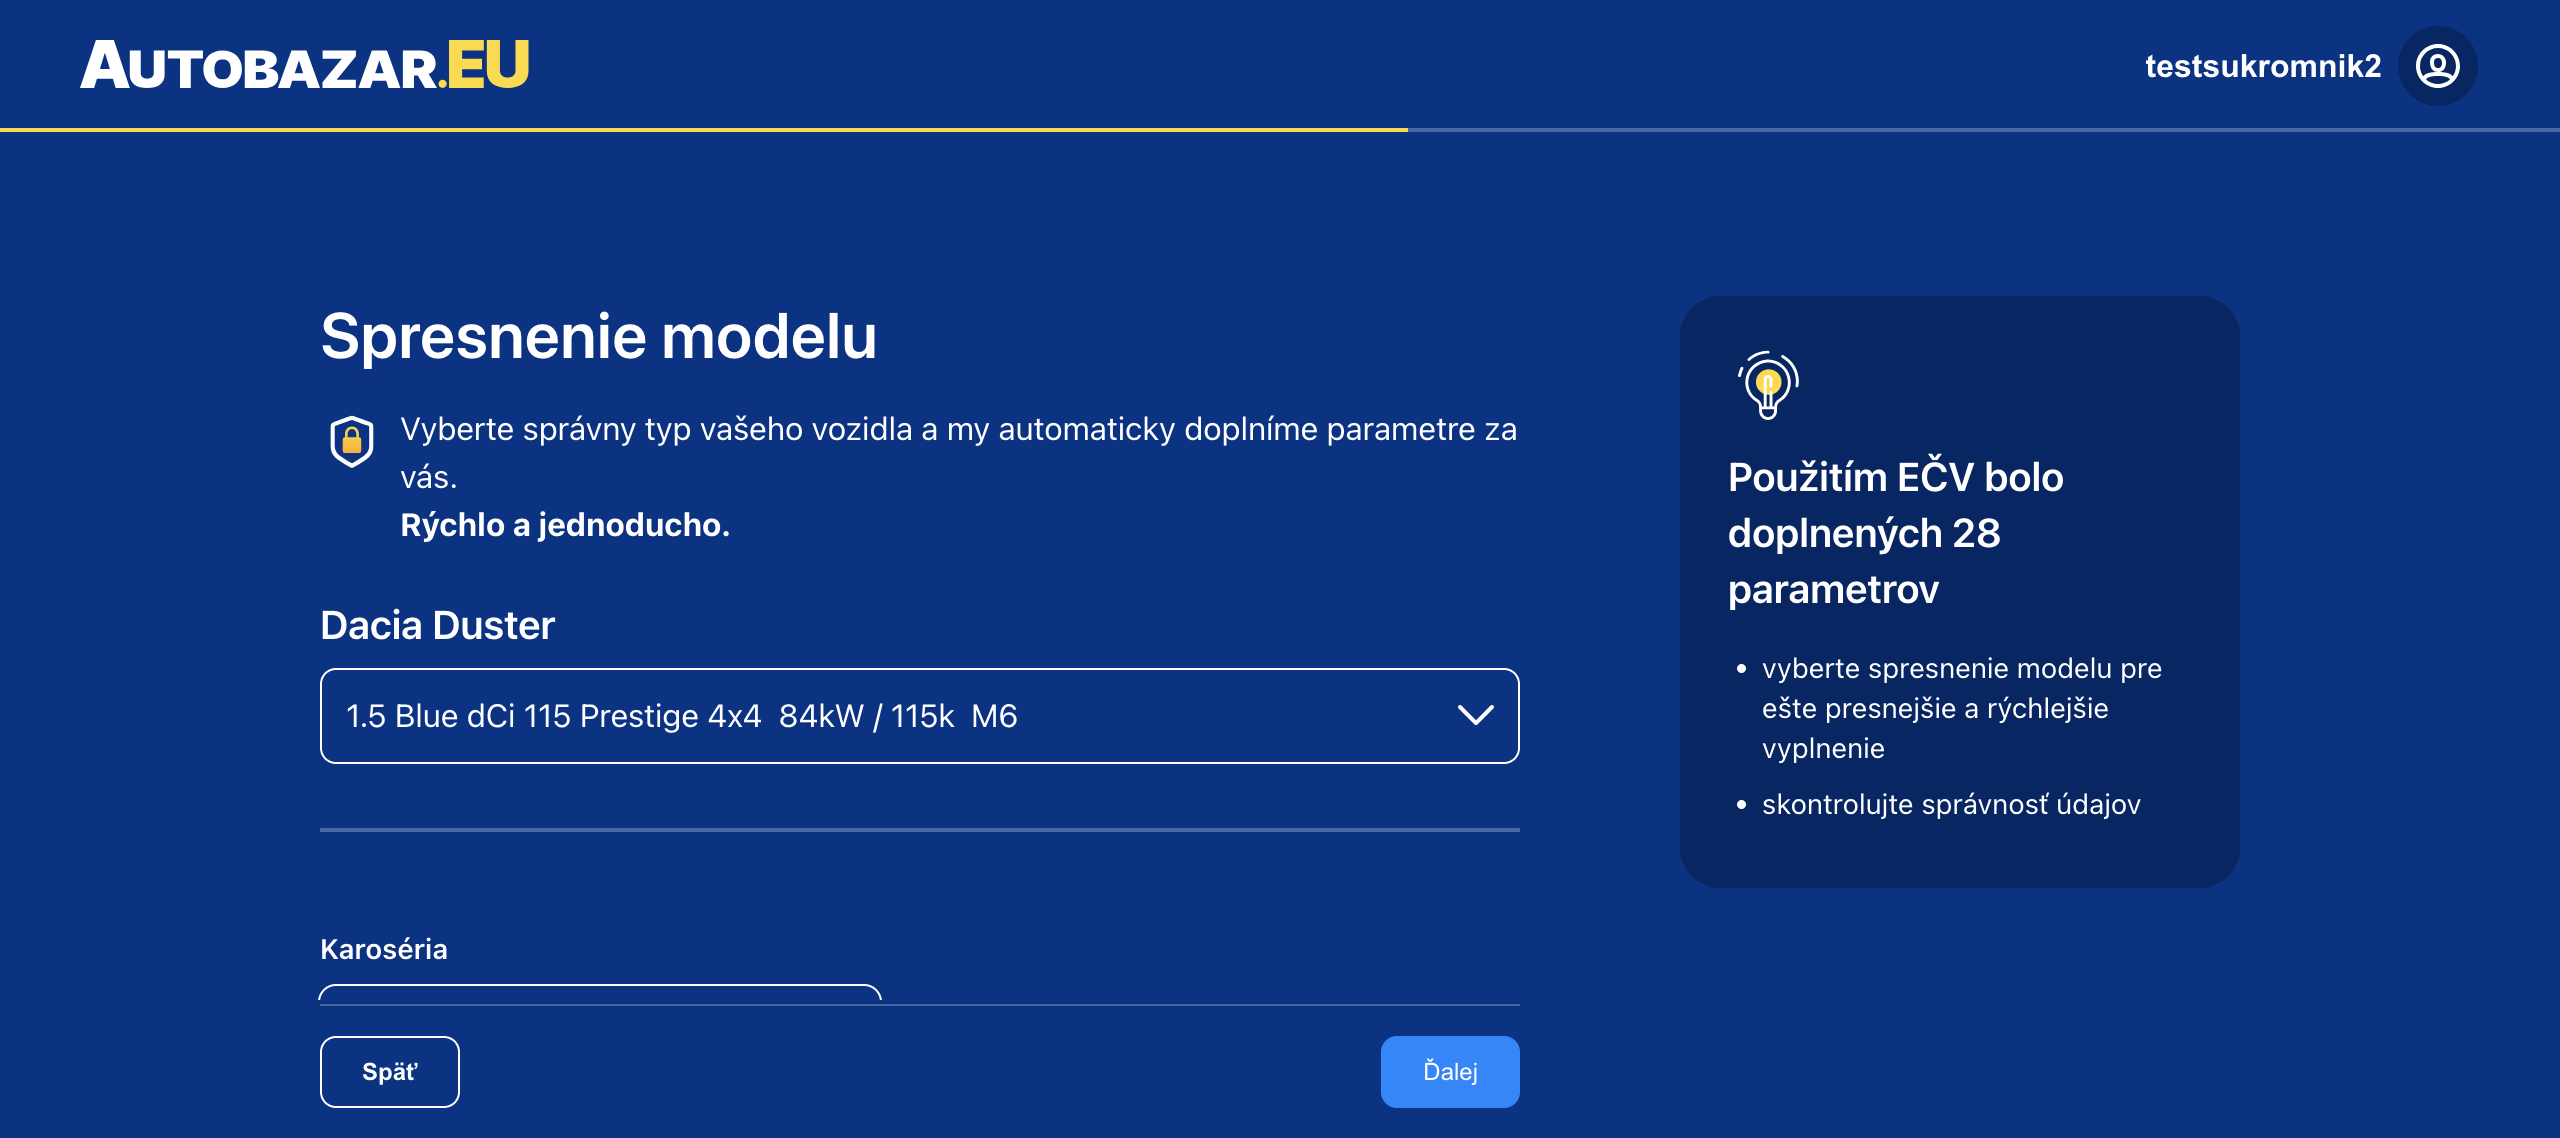 AUTOBAZAR.EU
testsukromnik2
Spresnenie modelu
Vyberte správny typ vašeho vozidla a my automaticky doplníme parametre za
vás.
Rýchlo a jednoducho.
Dacia Duster
1.5 Blue dCi 115 Prestige 4x4  84kW / 115k  M6
Karoséria
Späť
Ďalej
Použitím EČV bolo
doplnených 28
parametrov
• vyberte spresnenie modelu pre
ešte presnejšie a rýchlejšie
vyplnenie
• skontrolujte správnosť údajov